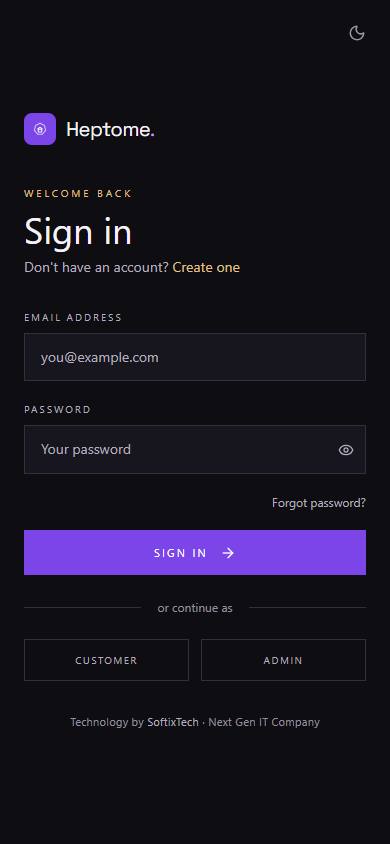 Heptome.
WELCOME BACK
Sign in
Don't have an account? Create one
EMAIL ADDRESS
you@example.com
PASSWORD
Your password
Forgot password?
SIGN IN →
or continue as
CUSTOMER ADMIN
Technology by SoftixTech · Next Gen IT Company